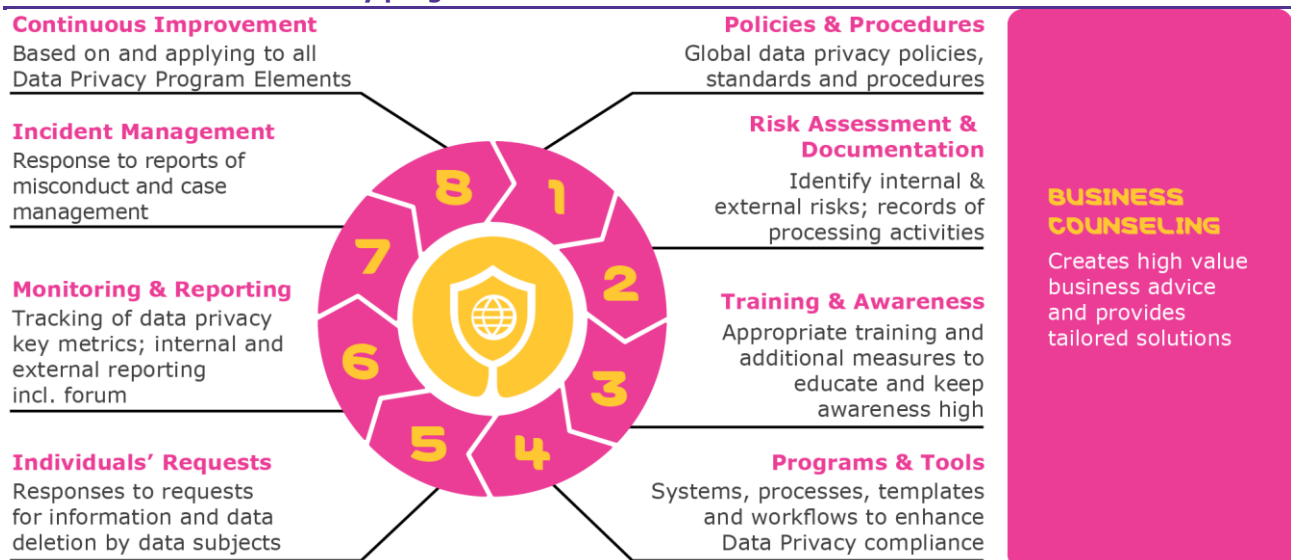 Continuous Improvement
Based on and applying to all
Data Privacy Program Elements
Incident Management
Response to reports of
misconduct and case
management
Monitoring & Reporting
Tracking of data privacy
key metrics; internal and
external reporting
incl. forum
Individuals’ Requests
Responses to requests
for information and data
deletion by data subjects
8
1
7
2
6
3
5
4
Policies & Procedures
Global data privacy policies,
standards and procedures
Risk Assessment &
Documentation
Identify internal &
external risks; records of
processing activities
Training & Awareness
Appropriate training and
additional measures to
educate and keep
awareness high
Programs & Tools
Systems, processes, templates
and workflows to enhance
Data Privacy compliance
BUSINESS
COUNSELING
Creates high value
business advice
and provides
tailored solutions